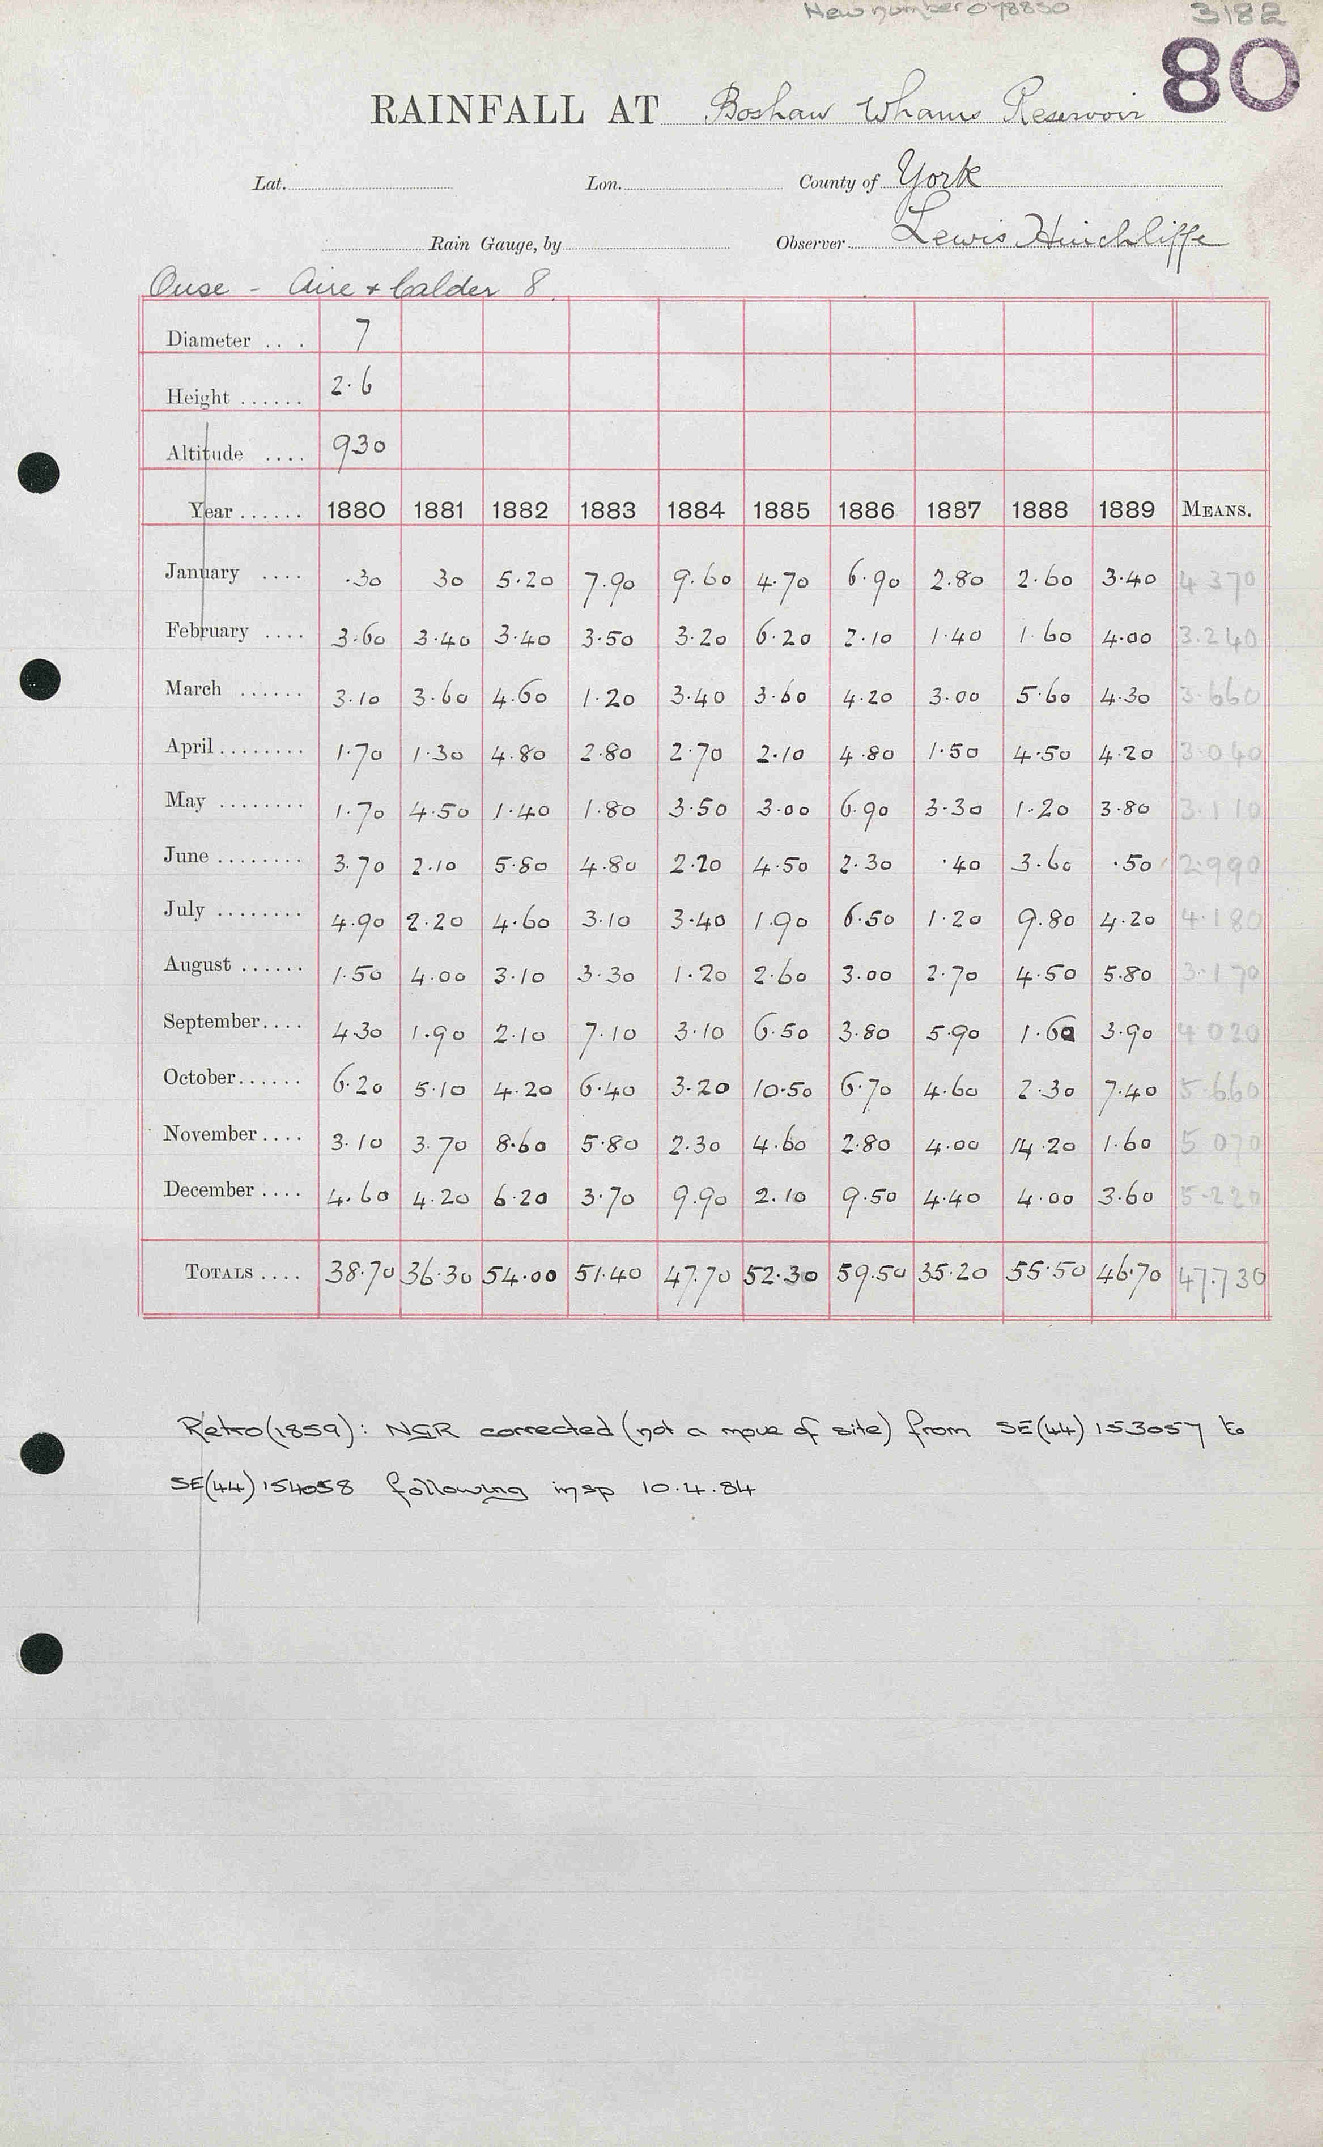 New number 078850 3182
80
RAINFALL AT Boshaw Whams Reservoir
Lat. Lon. County of York
Rain Gauge, by Observer Lewis Hinchliffe
Ouse - Aire & Calder 8.
Diameter . . . 7
Height ...... 2.6
Altitude .... 930
Year ...... 1880 1881 1882 1883 1884 1885 1886 1887 1888 1889 MEANS.
January .... .30 30 5.20 7.90 9.60 4.70 6.90 2.80 2.60 3.40 4 370
February .... 3.60 3.40 3.40 3.50 3.20 6.20 2.10 1.40 1.60 4.00 3.240
March ...... 3.10 3.60 4.60 1.20 3.40 3.60 4.20 3.00 5.60 4.30 3.660
April ........ 1.70 1.30 4.80 2.80 2.70 2.10 4.80 1.50 4.50 4.20 3.040
May ........ 1.70 4.50 1.40 1.80 3.50 3.00 6.90 3.30 1.20 3.80 3.110
June ........ 3.70 2.10 5.80 4.80 2.20 4.50 2.30 .40 3.60 .50 2.990
July ........ 4.90 2.20 4.60 3.10 3.40 1.90 6.50 1.20 9.80 4.20 4.180
August ...... 1.50 4.00 3.10 3.30 1.20 2.60 3.00 2.70 4.50 5.80 3.170
September .... 4.30 1.90 2.10 7.10 3.10 6.50 3.80 5.90 1.60 3.90 4 020
October ...... 6.20 5.10 4.20 6.40 3.20 10.50 6.70 4.60 2.30 7.40 5.660
November .... 3.10 3.70 8.60 5.80 2.30 4.60 2.80 4.00 14.20 1.60 5 070
December .... 4.60 4.20 6.20 3.70 9.90 2.10 9.50 4.40 4.00 3.60 5.220
TOTALS .... 38.70 36.30 54.00 51.40 47.70 52.30 59.50 35.20 55.50 46.70 47.730
Retro (1859): NGR corrected (not a move of site) from SE(44) 153057 to
SE(44) 154058 following insp 10.4.84